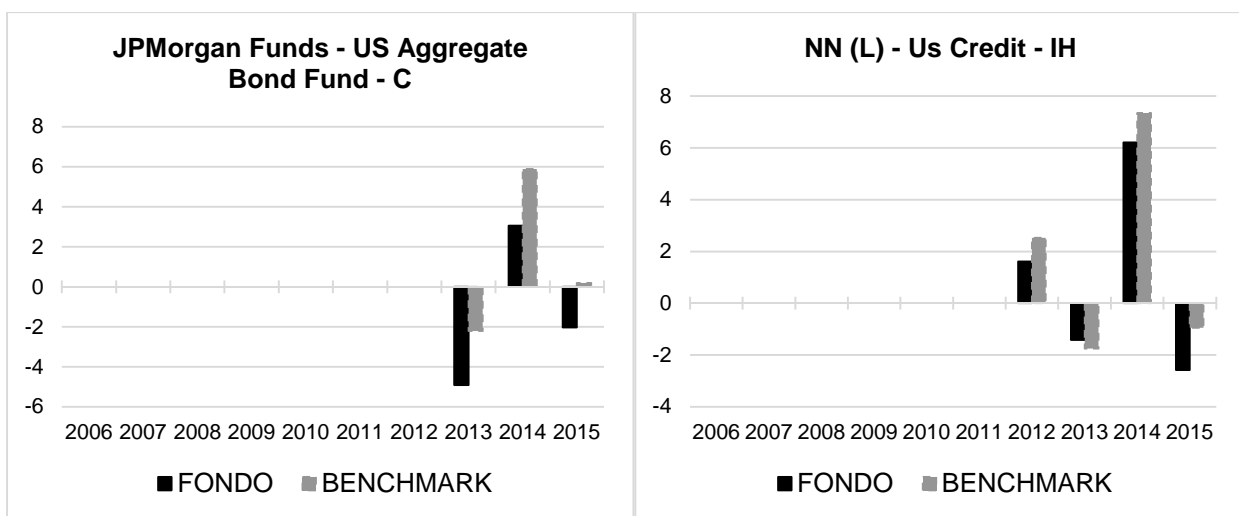 JPMorgan Funds - US Aggregate
Bond Fund - C
8
6
4
2
0
-2
-4
-6
2006 2007 2008 2009 2010 2011 2012 2013 2014 2015
FONDO BENCHMARK
NN (L) - Us Credit - IH
8
6
4
2
0
-2
-4
2006 2007 2008 2009 2010 2011 2012 2013 2014 2015
FONDO BENCHMARK